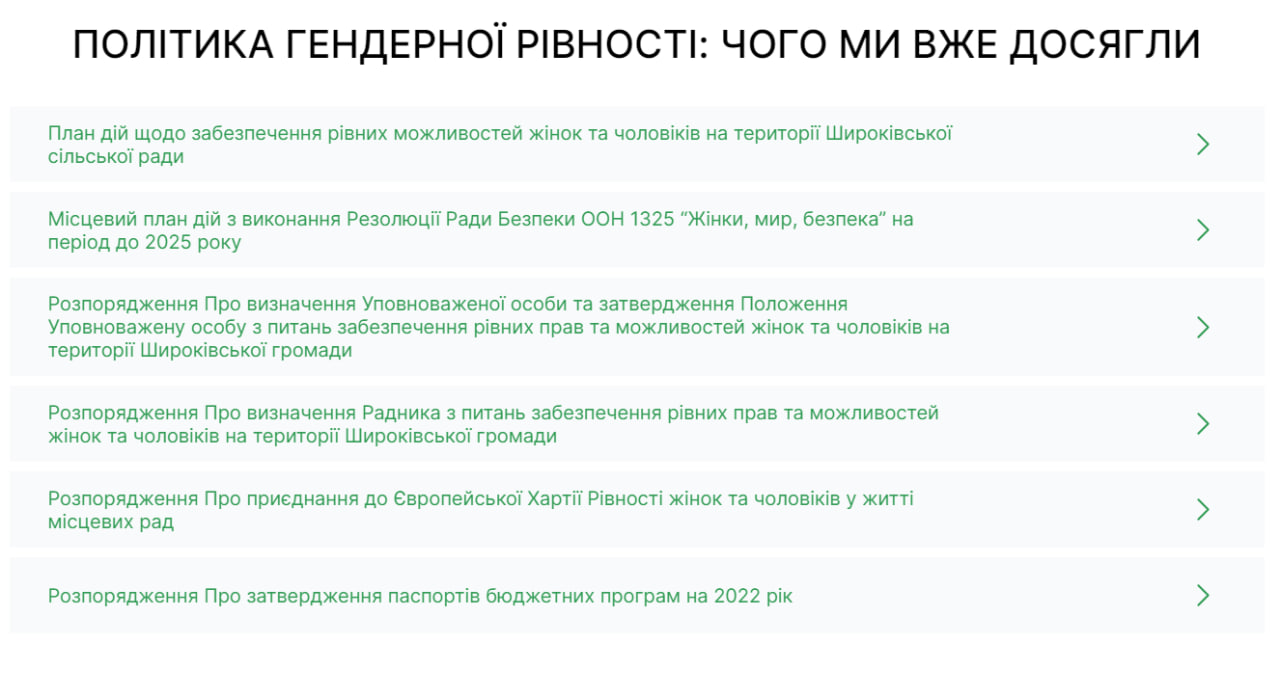 ПОЛІТИКА ГЕНДЕРНОЇ РІВНОСТІ: ЧОГО МИ ВЖЕ ДОСЯГЛИ
План дій щодо забезпечення рівних можливостей жінок та чоловіків на території Широківської
сільської ради
Місцевий план дій з виконання Резолюції Ради Безпеки ООН 1325 “Жінки, мир, безпека” на
період до 2025 року
Розпорядження Про визначення Уповноваженої особи та затвердження Положення
Уповноважену особу з питань забезпечення рівних прав та можливостей жінок та чоловіків на
території Широківської громади
Розпорядження Про визначення Радника з питань забезпечення рівних прав та можливостей
жінок та чоловіків на території Широківської громади
Розпорядження Про приєднання до Європейської Хартії Рівності жінок та чоловіків у житті
місцевих рад
Розпорядження Про затвердження паспортів бюджетних програм на 2022 рік